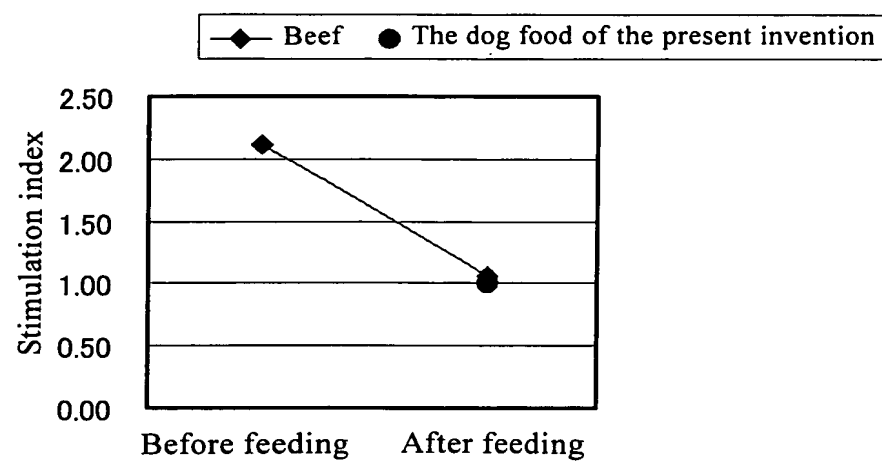 Beef The dog food of the present invention
2.50
2.00
1.50
1.00
0.50
0.00
Stimulation index
Before feeding After feeding